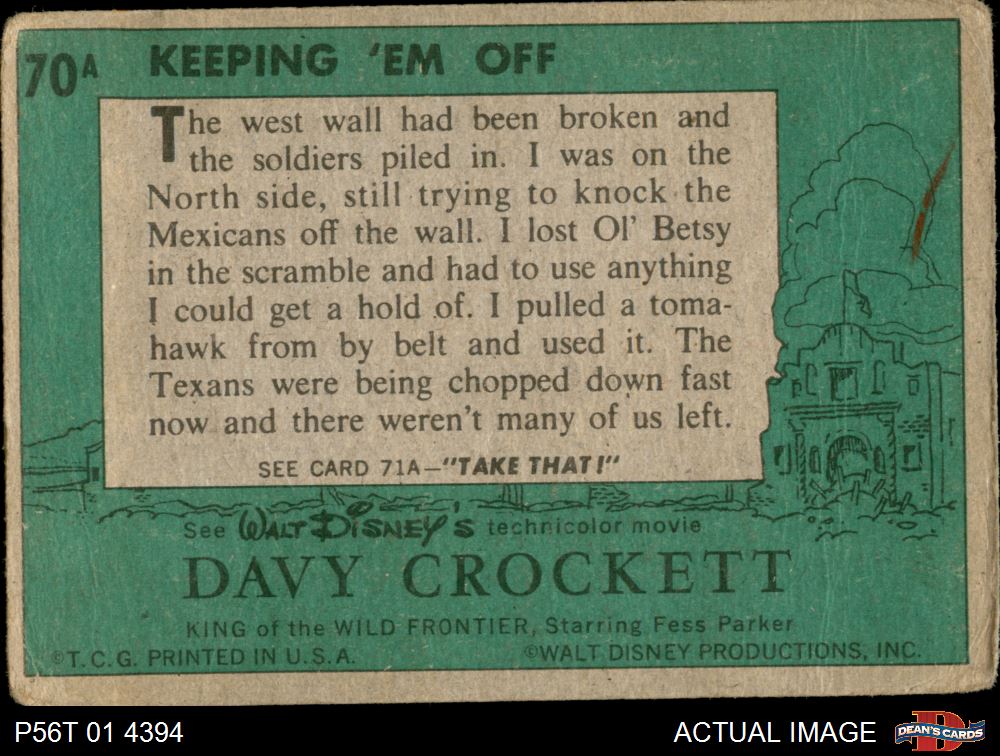 70A KEEPING 'EM OFF
The west wall had been broken and
the soldiers piled in. I was on the
North side, still trying to knock the
Mexicans off the wall. I lost Ol' Betsy
in the scramble and had to use anything
I could get a hold of. I pulled a toma-
hawk from by belt and used it. The
Texans were being chopped down fast
now and there weren't many of us left.
SEE CARD 71A—"TAKE THAT!"
See WALT DISNEY'S technicolor movie
DAVY CROCKETT
KING of the WILD FRONTIER, Starring Fess Parker
©T.C.G. PRINTED IN U.S.A. ©WALT DISNEY PRODUCTIONS, INC.
P56T 01 4394 ACTUAL IMAGE D DEAN'S CARDS